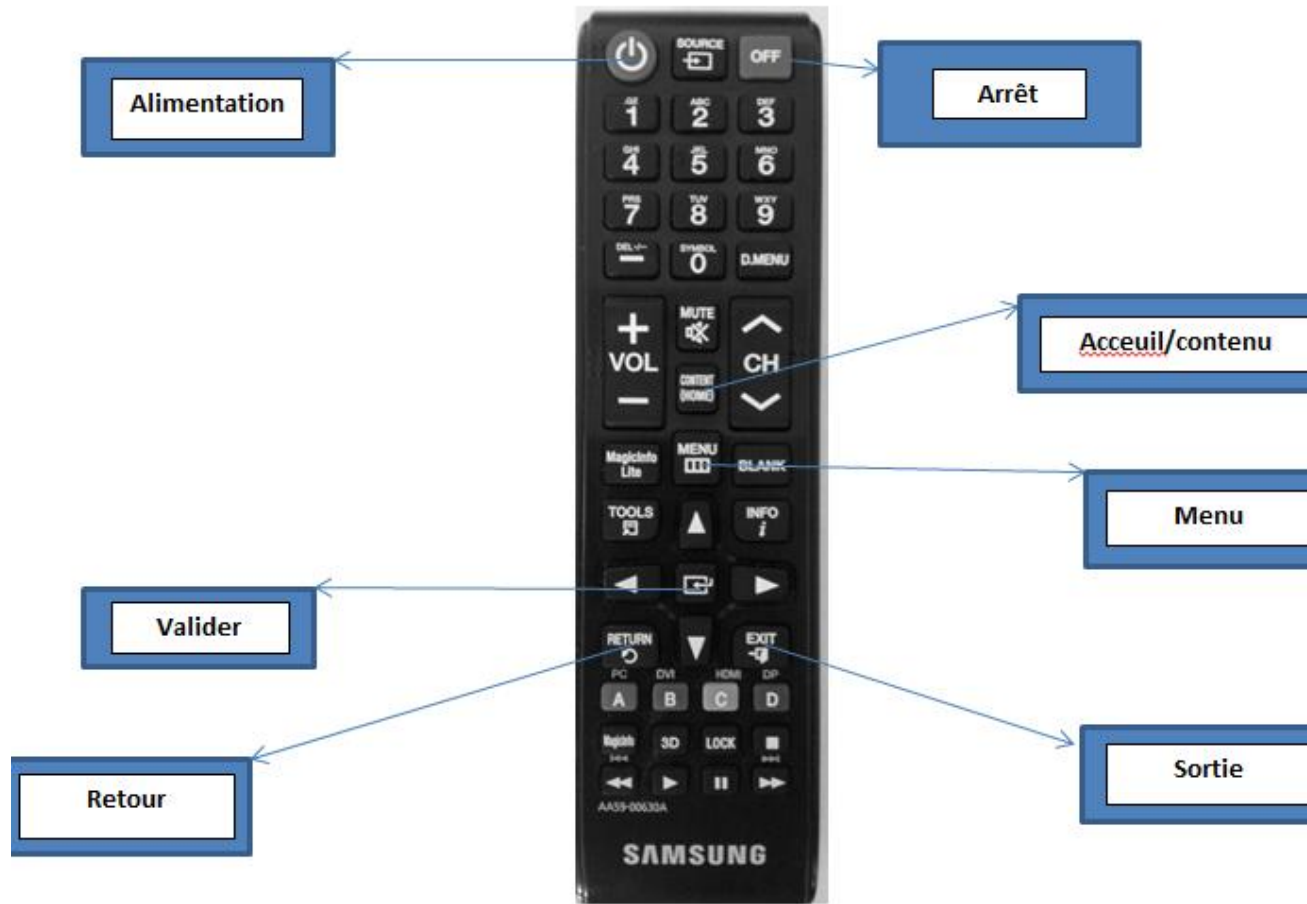 Alimentation
Arrêt
Acceuil/contenu
Menu
Valider
Retour
Sortie
SOURCE
OFF
.QZ
1
ABC
2
DEF
3
GHI
4
JKL
5
MNO
6
PRS
7
TUV
8
WXY
9
DEL -/--
SYMBOL
0
D.MENU
+
VOL
−
MUTE
CH
CONTENT
(HOME)
MagicInfo
Lite
MENU
BLANK
TOOLS
INFO
i
RETURN
EXIT
PC DVI HDMI DP
A B C D
MagicInfo 3D LOCK
AA59-00630A
SAMSUNG